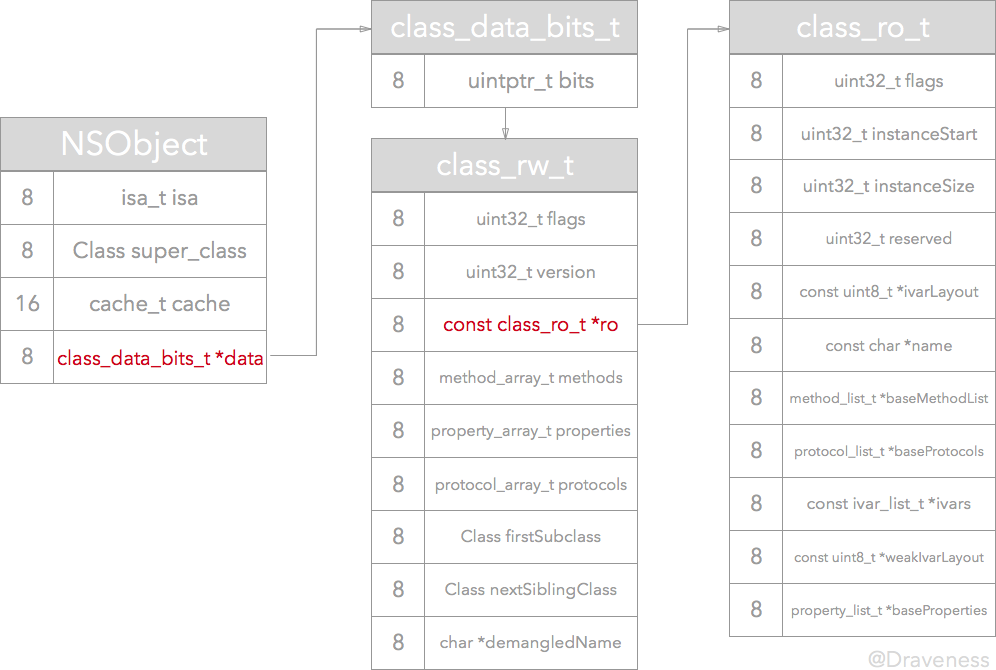 NSObject
8 isa_t isa
8 Class super_class
16 cache_t cache
8 class_data_bits_t *data
class_data_bits_t
8 uintptr_t bits
class_rw_t
8 uint32_t flags
8 uint32_t version
8 const class_ro_t *ro
8 method_array_t methods
8 property_array_t properties
8 protocol_array_t protocols
8 Class firstSubclass
8 Class nextSiblingClass
8 char *demangledName
class_ro_t
8 uint32_t flags
8 uint32_t instanceStart
8 uint32_t instanceSize
8 uint32_t reserved
8 const uint8_t *ivarLayout
8 const char *name
8 method_list_t *baseMethodList
8 protocol_list_t *baseProtocols
8 const ivar_list_t *ivars
8 const uint8_t *weakIvarLayout
8 property_list_t *baseProperties
@Draveness